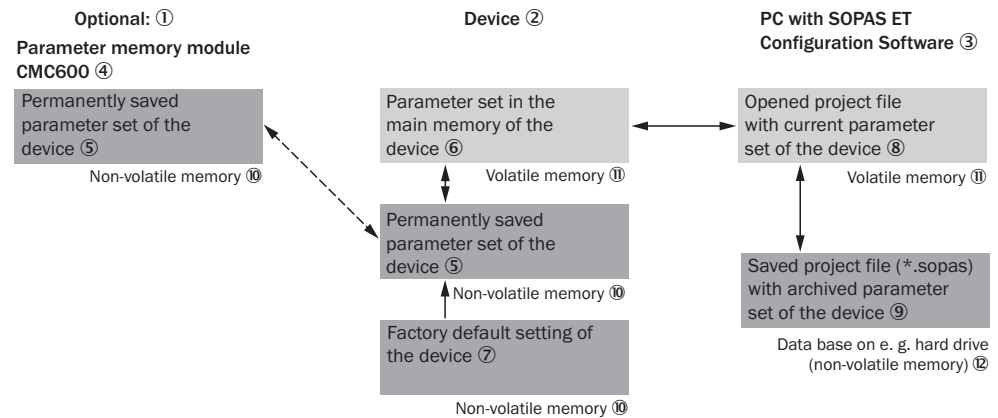 Optional: ①
Parameter memory module
CMC600 ④
Permanently saved
parameter set of the
device ⑤
Non-volatile memory ⑩
Device ②
Parameter set in the
main memory of the
device ⑥
Volatile memory ⑪
Permanently saved
parameter set of the
device ⑤
Non-volatile memory ⑩
Factory default setting of
the device ⑦
Non-volatile memory ⑩
PC with SOPAS ET
Configuration Software ③
Opened project file
with current parameter
set of the device ⑧
Volatile memory ⑪
Saved project file (*.sopas)
with archived parameter
set of the device ⑨
Data base on e. g. hard drive
(non-volatile memory) ⑫